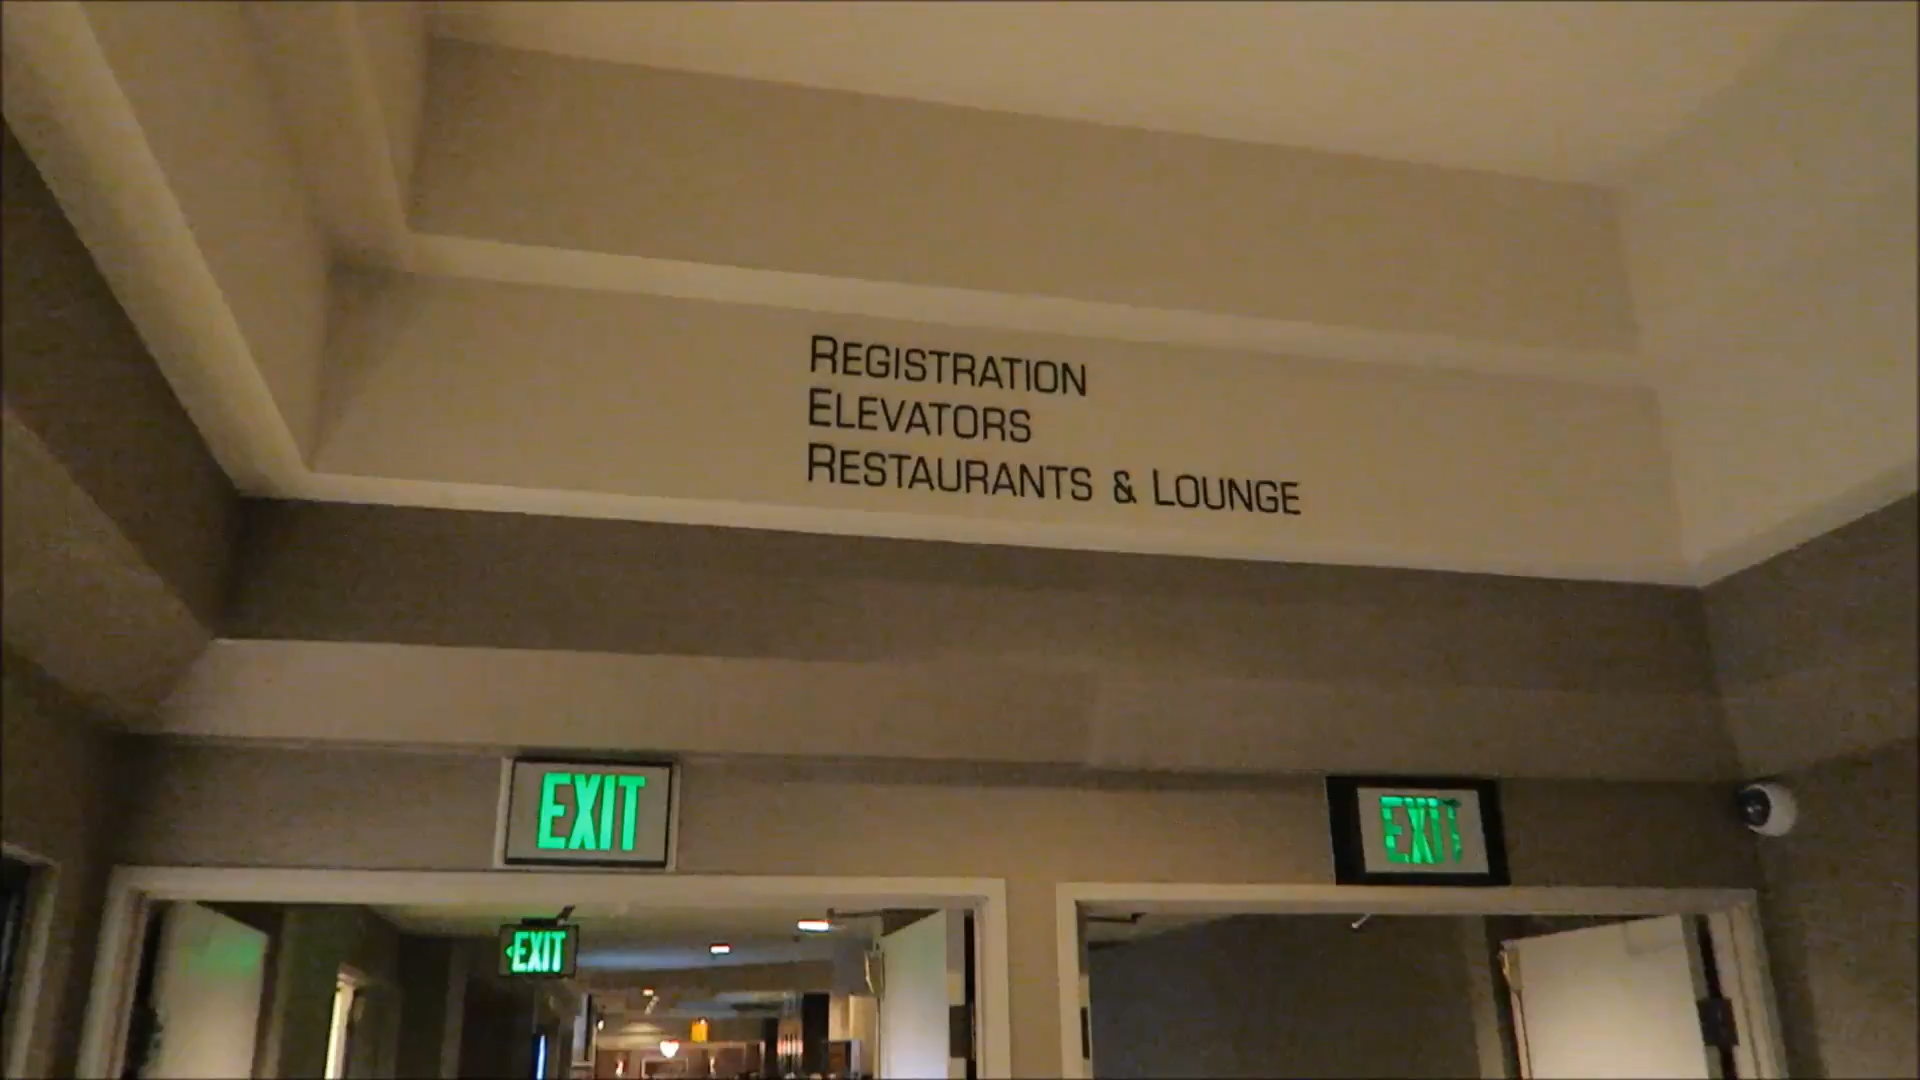 REGISTRATION
ELEVATORS
RESTAURANTS & LOUNGE
EXIT
EXIT
EXIT